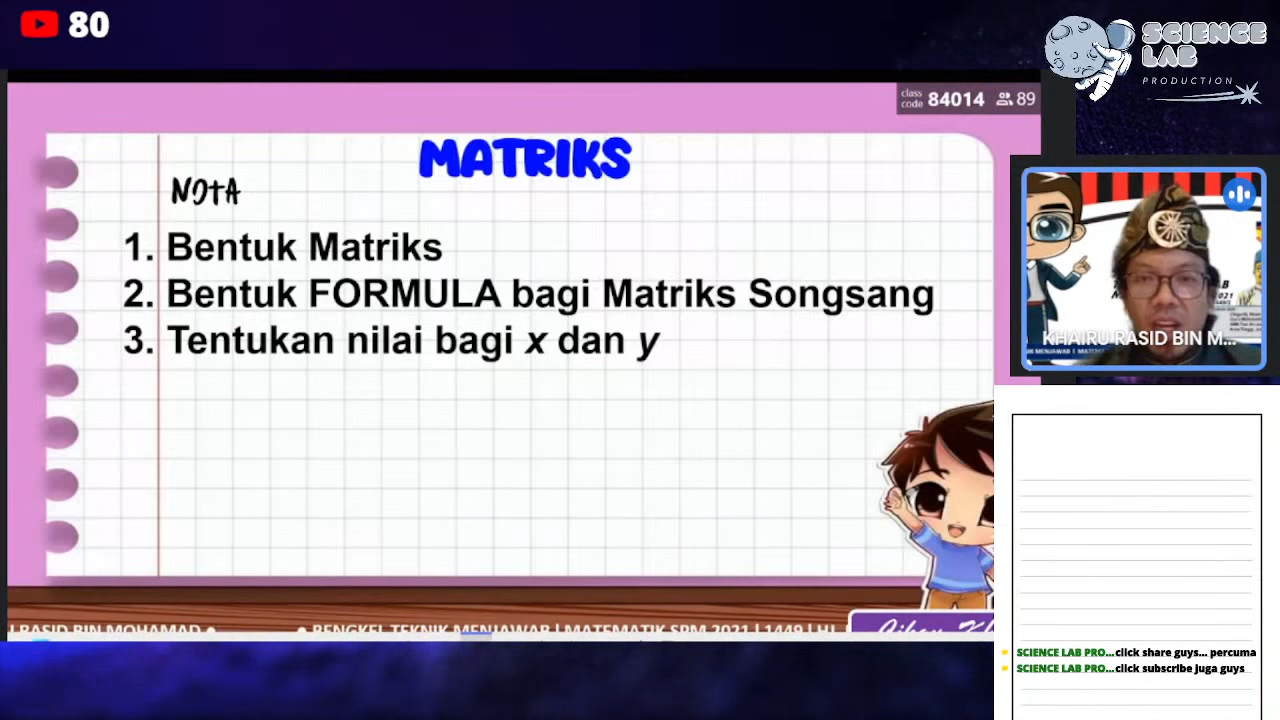 80
SCIENCE
LAB
PRODUCTION
class
code 84014 89
MATRIKS
NOTA
1. Bentuk Matriks
2. Bentuk FORMULA bagi Matriks Songsang
3. Tentukan nilai bagi x dan y
KHAIRU RASID BIN M...
I RASID BIN MOHAMAD ● ● BENGKEL TEKNIK MENJAWAB | MATEMATIK SPM 2021 | 1449 | HI
SCIENCE LAB PRO... click share guys... percuma
SCIENCE LAB PRO... click subscribe juga guys